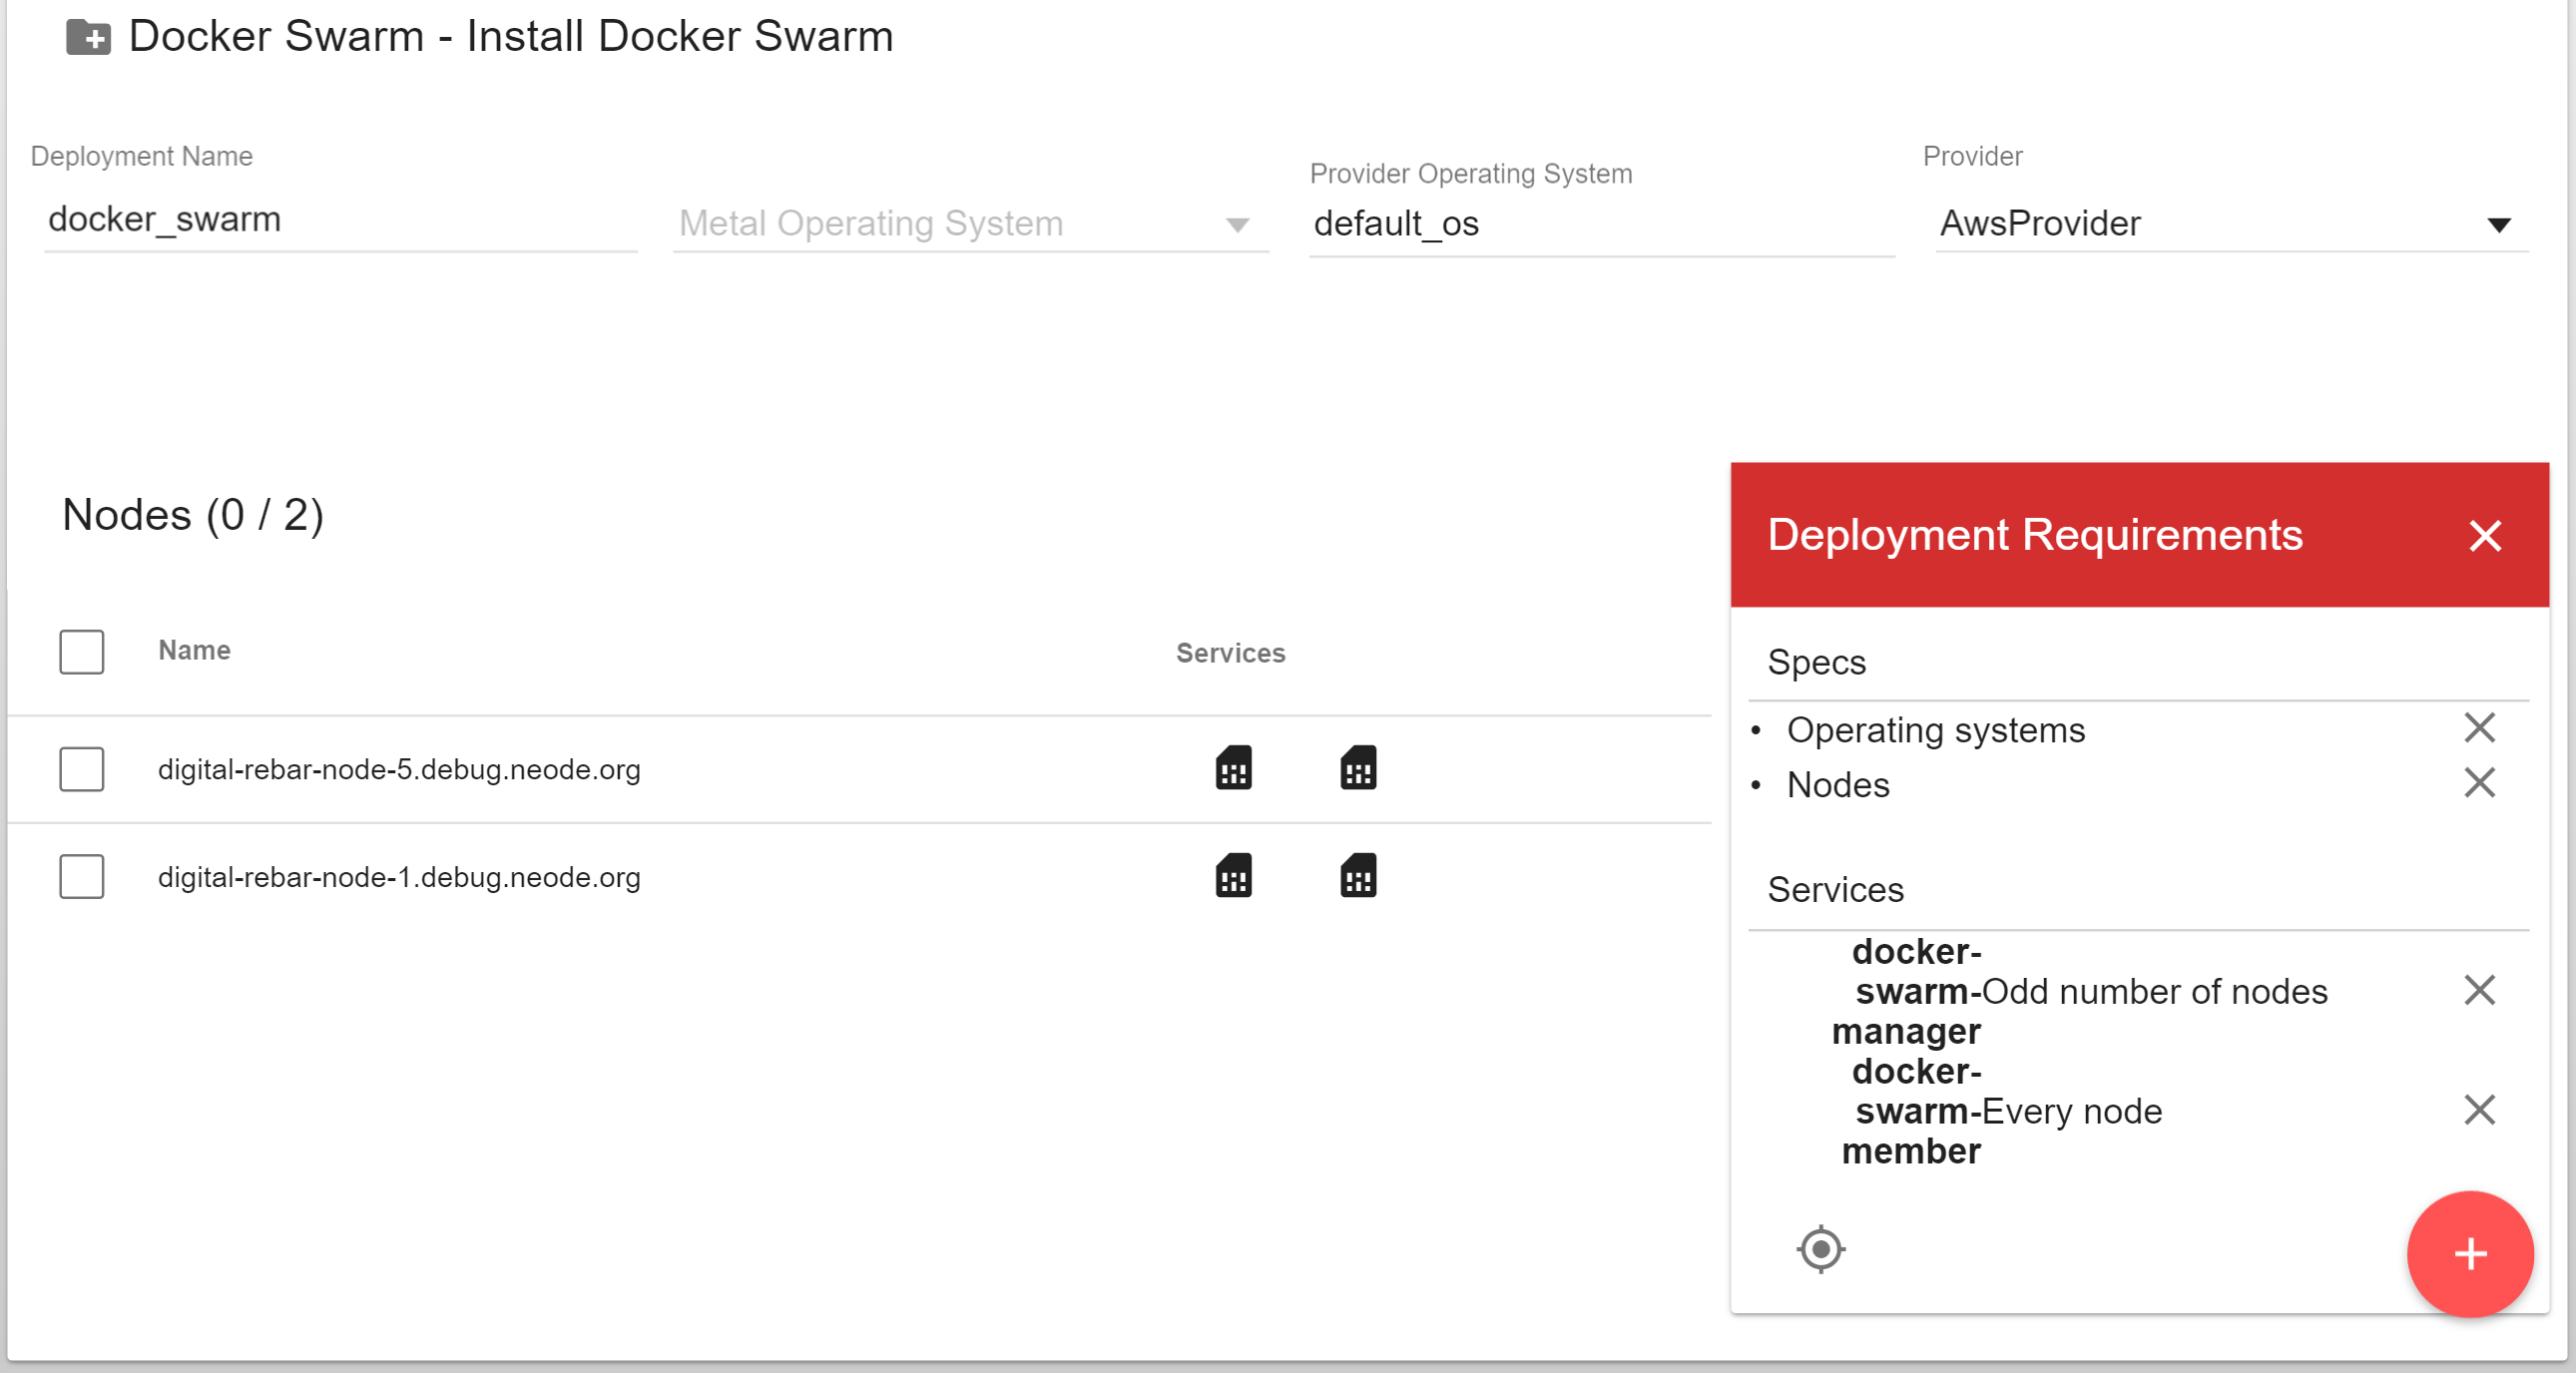 Docker Swarm - Install Docker Swarm
Deployment Name
docker_swarm
Metal Operating System
Provider Operating System
default_os
Provider
AwsProvider
Nodes (0 / 2)
Name
Services
digital-rebar-node-5.debug.neode.org
digital-rebar-node-1.debug.neode.org
Deployment Requirements
Specs
• Operating systems
• Nodes
Services
docker-
swarm-Odd number of nodes
manager
docker-
swarm-Every node
member